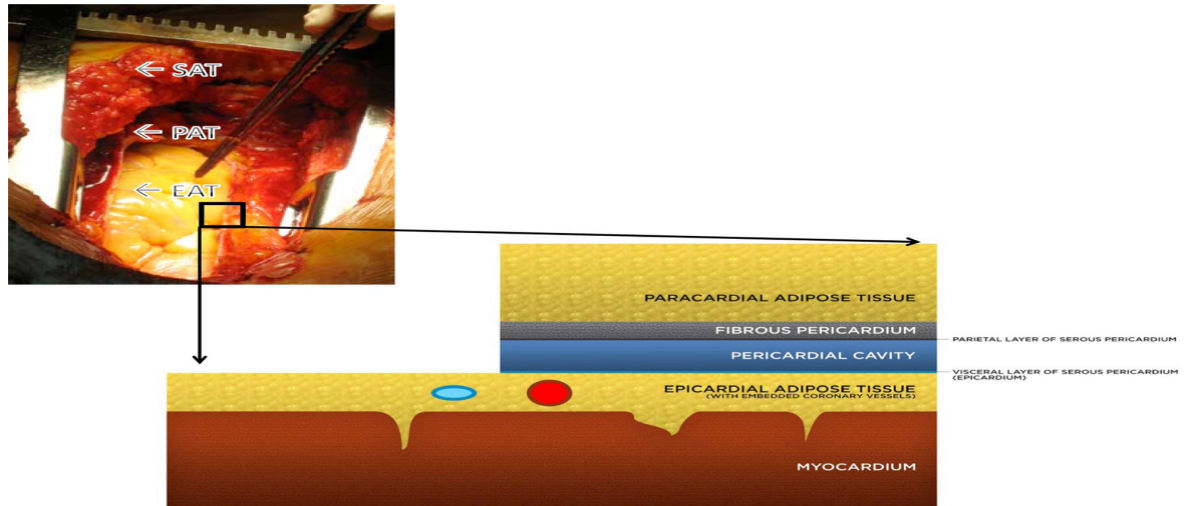 ← SAT
← PAT
← EAT
PARACARDIAL ADIPOSE TISSUE
FIBROUS PERICARDIUM
PARIETAL LAYER OF SEROUS PERICARDIUM
PERICARDIAL CAVITY
VISCERAL LAYER OF SEROUS PERICARDIUM
(EPICARDIUM)
EPICARDIAL ADIPOSE TISSUE
(WITH EMBEDDED CORONARY VESSELS)
MYOCARDIUM